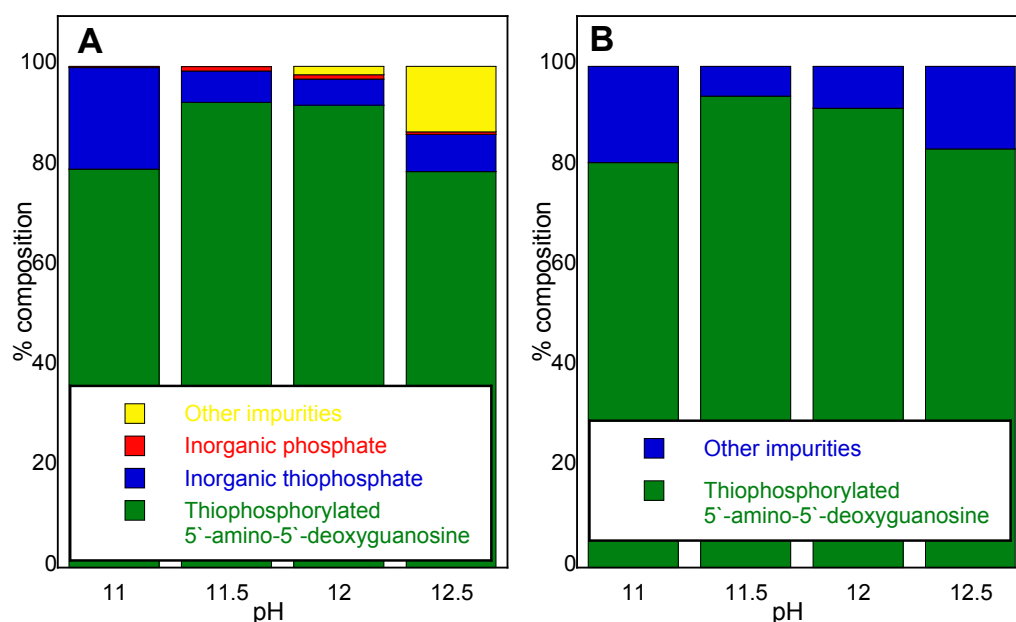 A
% composition
100
80
60
40
20
0
Other impurities
Inorganic phosphate
Inorganic thiophosphate
Thiophosphorylated
5`-amino-5`-deoxyguanosine
11
11.5
12
12.5
pH
B
% composition
100
80
60
40
20
0
Other impurities
Thiophosphorylated
5`-amino-5`-deoxyguanosine
11
11.5
12
12.5
pH